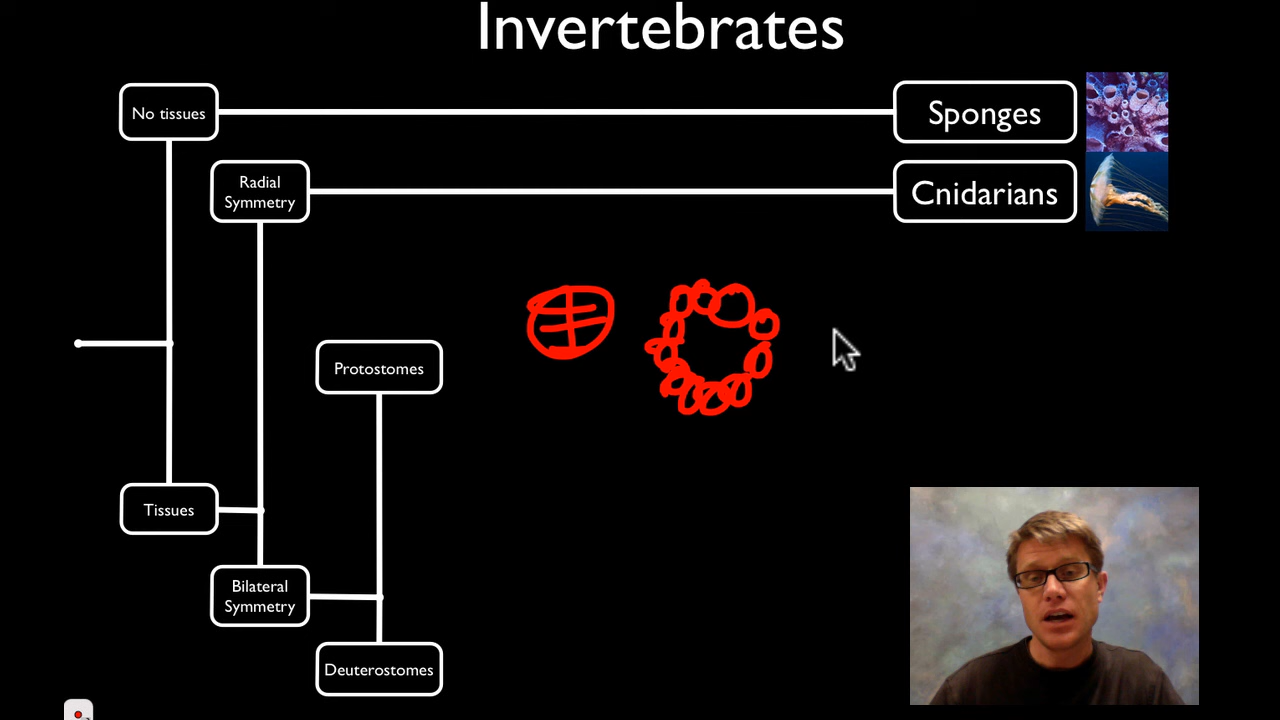 Invertebrates
No tissues
Sponges
Radial
Symmetry
Cnidarians
Protostomes
Tissues
Bilateral
Symmetry
Deuterostomes